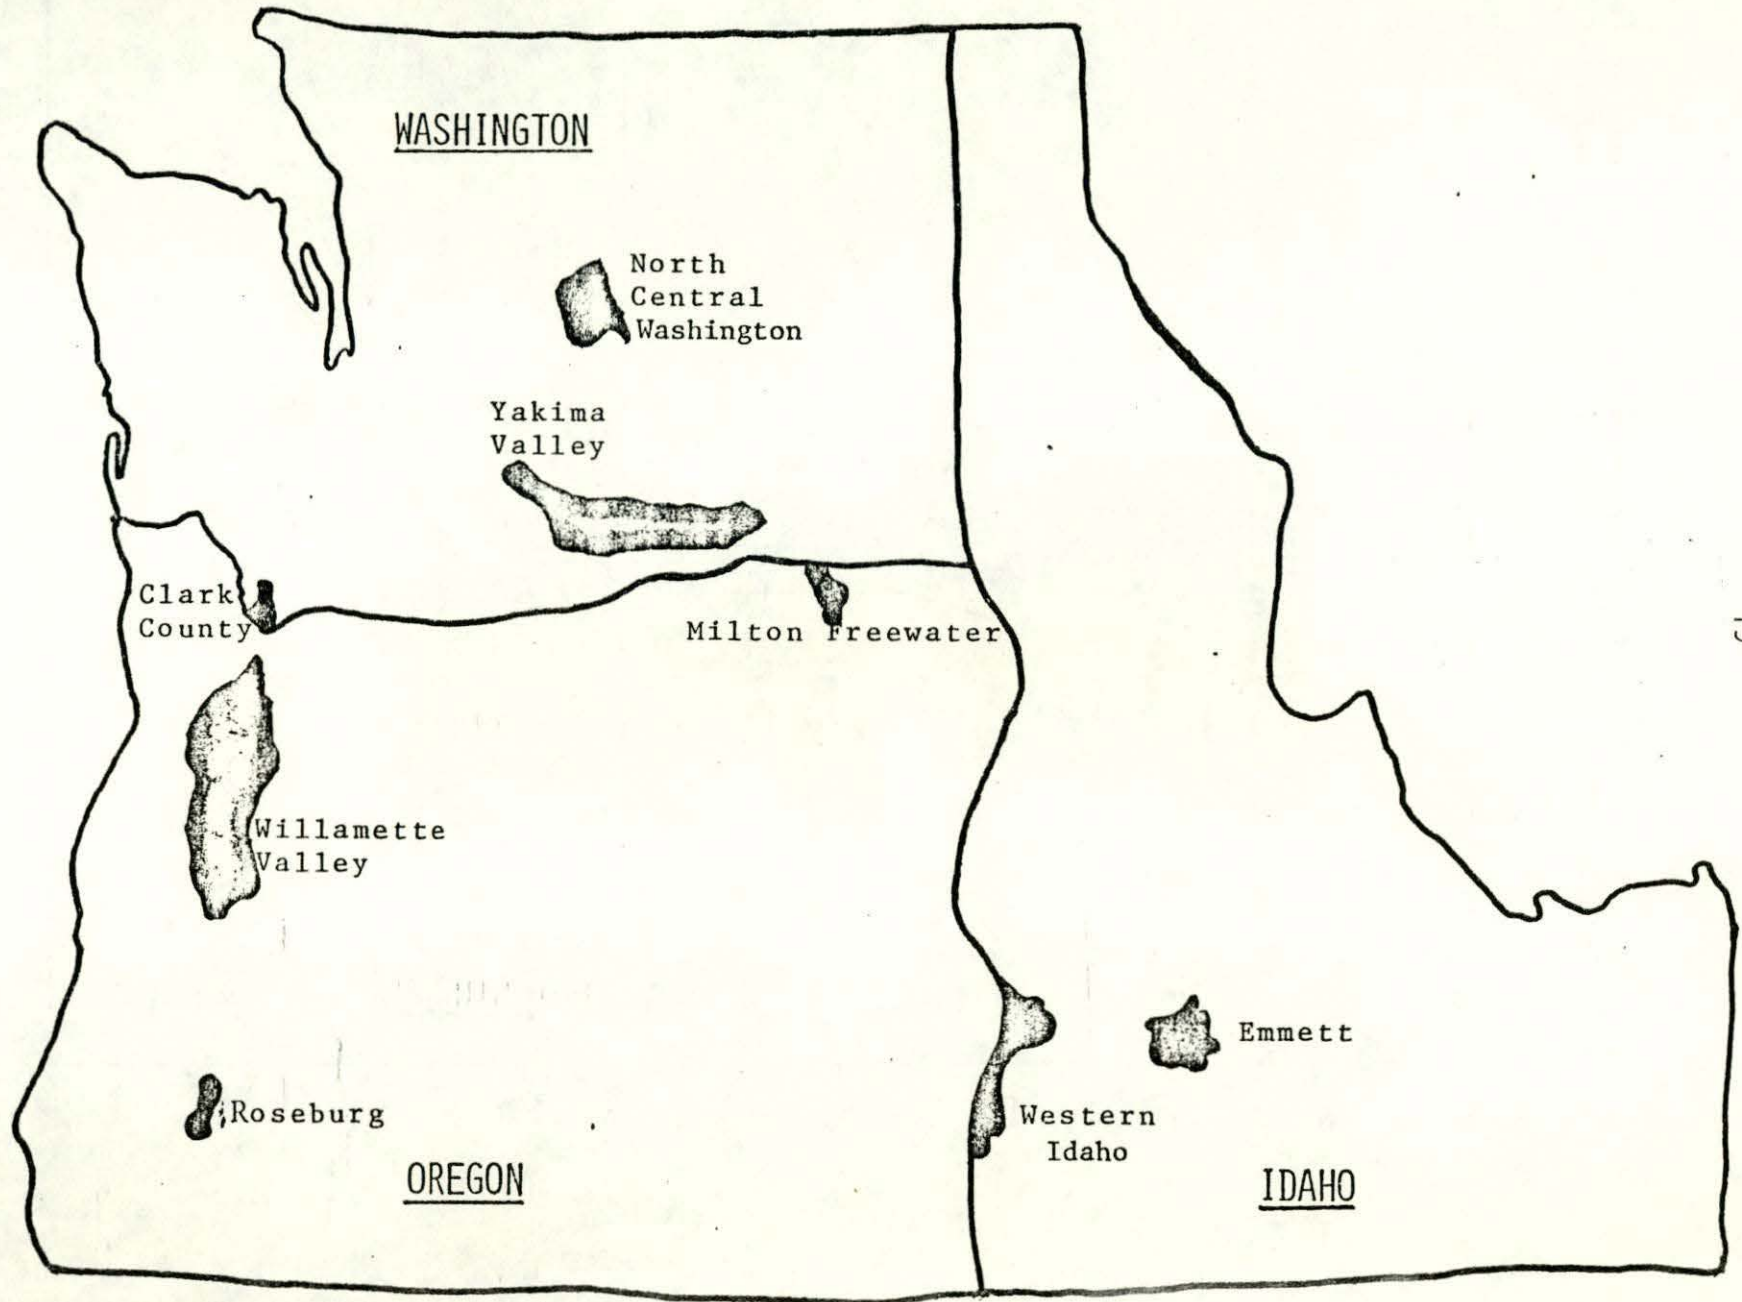 WASHINGTON
North
Central
Washington
Yakima
Valley
Clark
County
Milton Freewater
Willamette
Valley
Emmett
Roseburg
Western
Idaho
OREGON
IDAHO